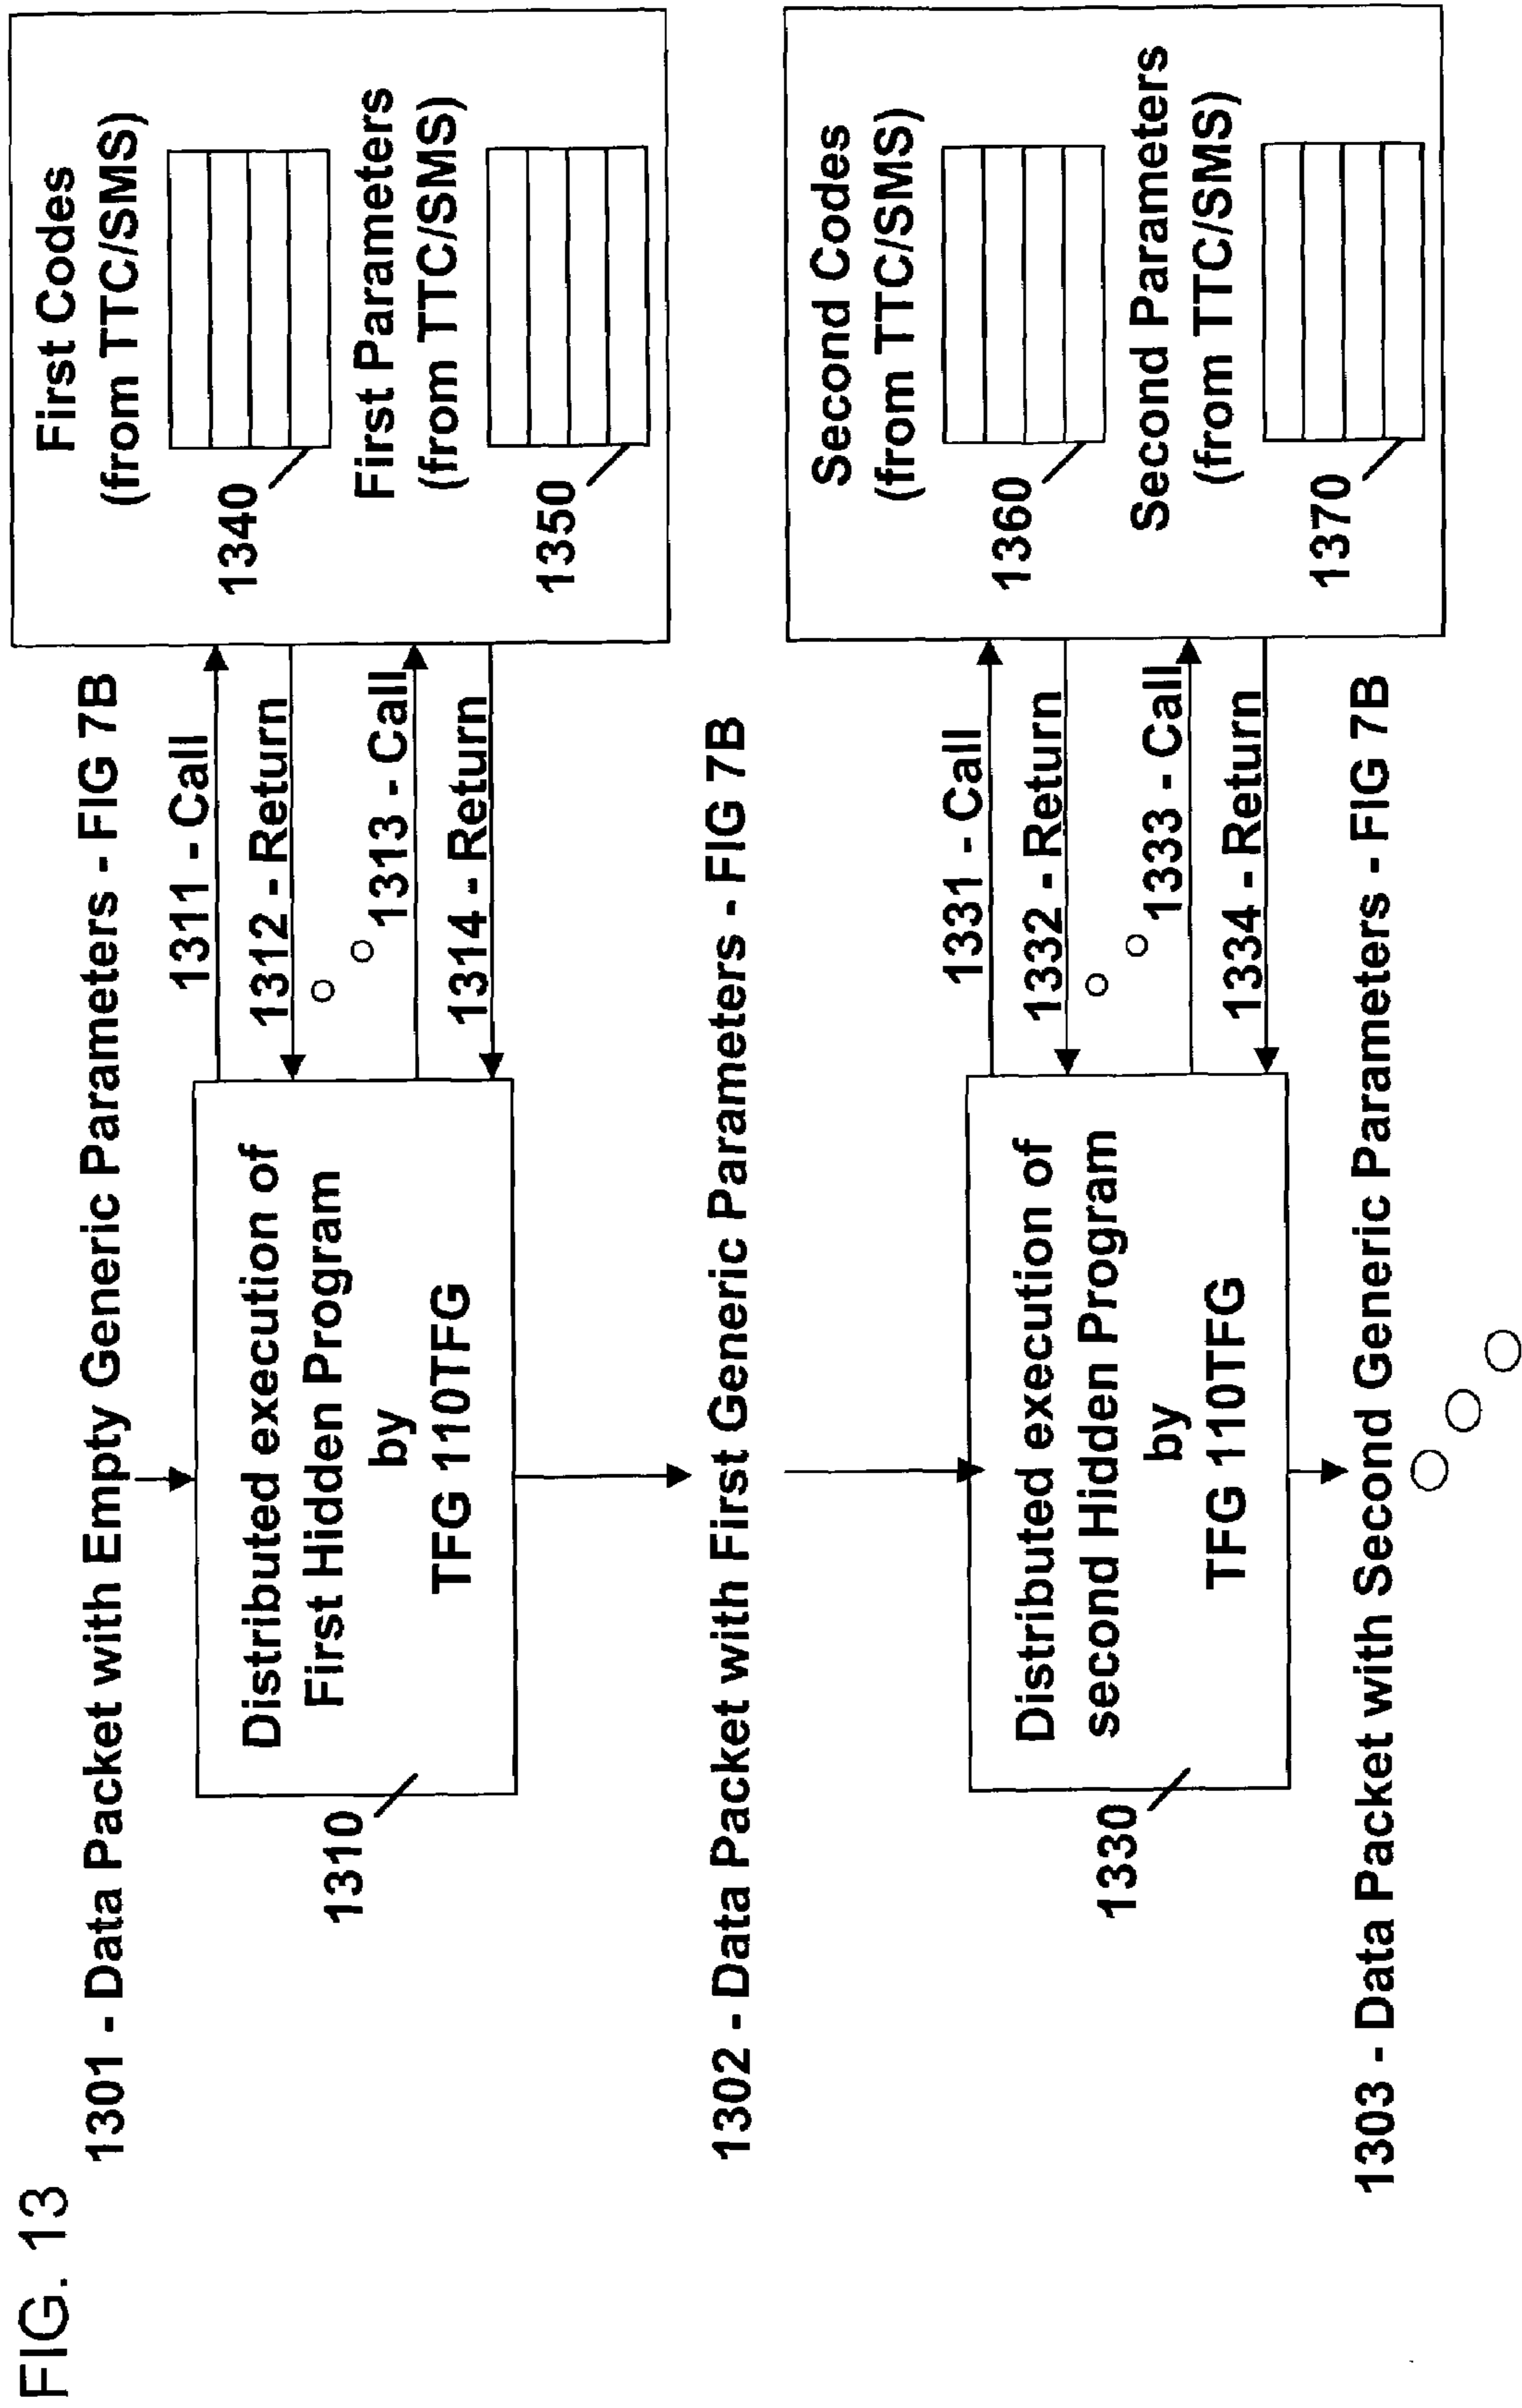 FIG. 13
1301 - Data Packet with Empty Generic Parameters - FIG 7B
1310
Distributed execution of
First Hidden Program
by
TFG 110TFG
1311 - Call
1312 - Return
1313 - Call
1314 - Return
First Codes
(from TTC/SMS)
1340
First Parameters
(from TTC/SMS)
1350
1302 - Data Packet with First Generic Parameters - FIG 7B
1330
Distributed execution of
second Hidden Program
by
TFG 110TFG
1331 - Call
1332 - Return
1333 - Call
1334 - Return
Second Codes
(from TTC/SMS)
1360
Second Parameters
(from TTC/SMS)
1370
1303 - Data Packet with Second Generic Parameters - FIG 7B